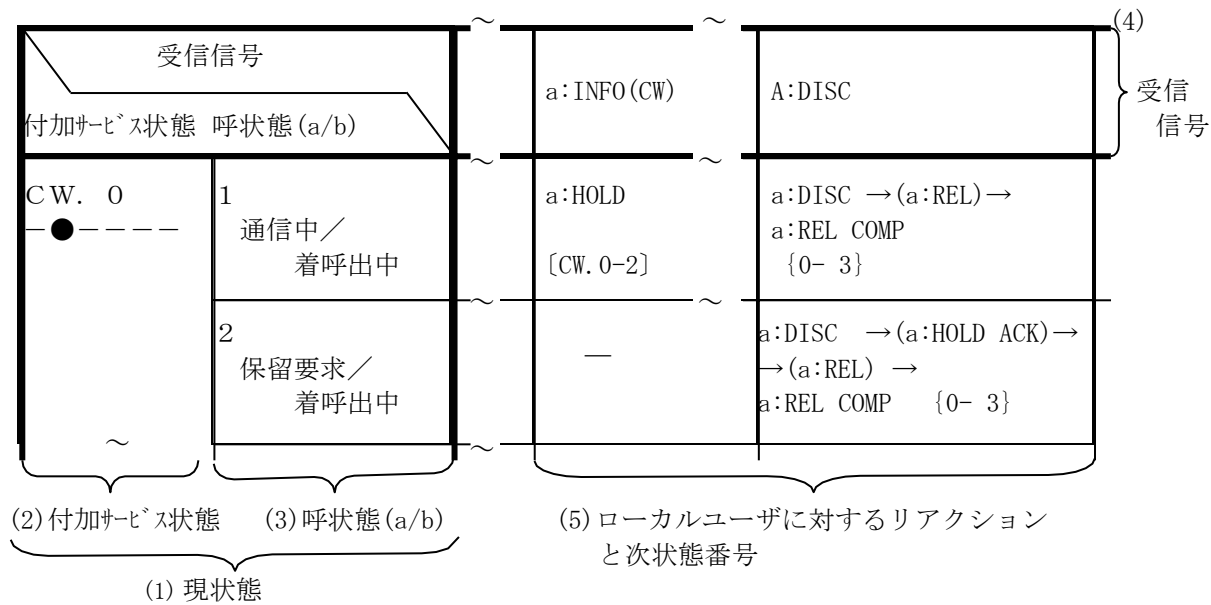 ～ ～ (4)
受信信号
a:INFO(CW) A:DISC
受信
信号
付加ｻｰﾋﾞｽ状態 呼状態(a/b)
～ ～
ＣＷ．０ 1 a:HOLD a:DISC →(a:REL)→
－●－－－－ 通信中／ a:REL COMP
着呼出中 〔CW.0-2〕 {0- 3}
～ ～
2 a:DISC →(a:HOLD ACK)→
保留要求／ — →(a:REL) →
着呼出中 a:REL COMP {0- 3}
～ ～
(2)付加ｻｰﾋﾞｽ状態 (3)呼状態(a/b) (5)ローカルユーザに対するリアクション
と次状態番号
(1)現状態